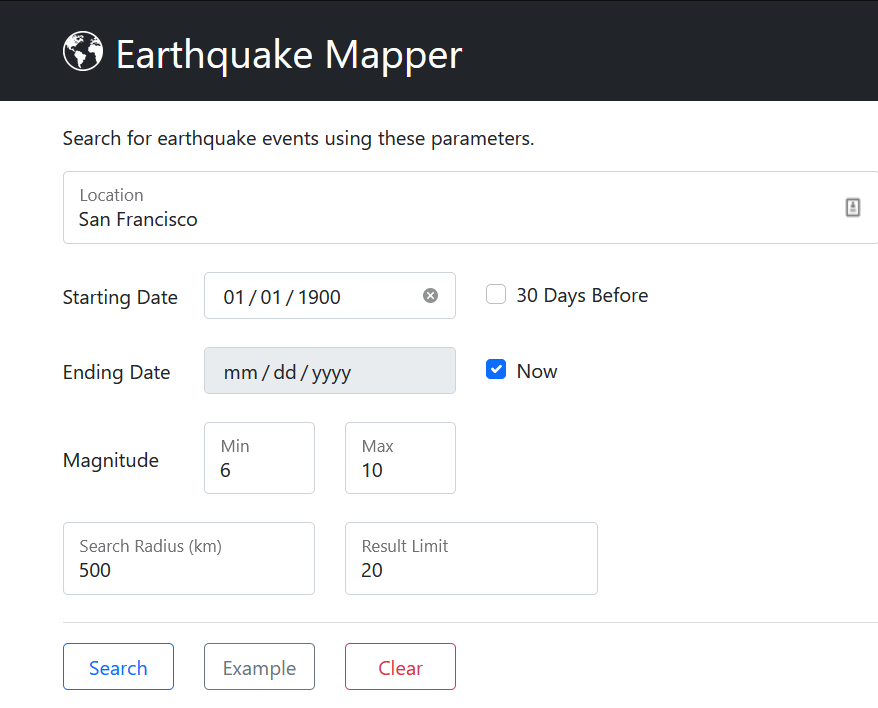 Earthquake Mapper
Search for earthquake events using these parameters.
Location
San Francisco
Starting Date 01/01/1900 30 Days Before
Ending Date mm/dd/yyyy Now
Magnitude Min 6 Max 10
Search Radius (km) Result Limit
500 20
Search Example Clear